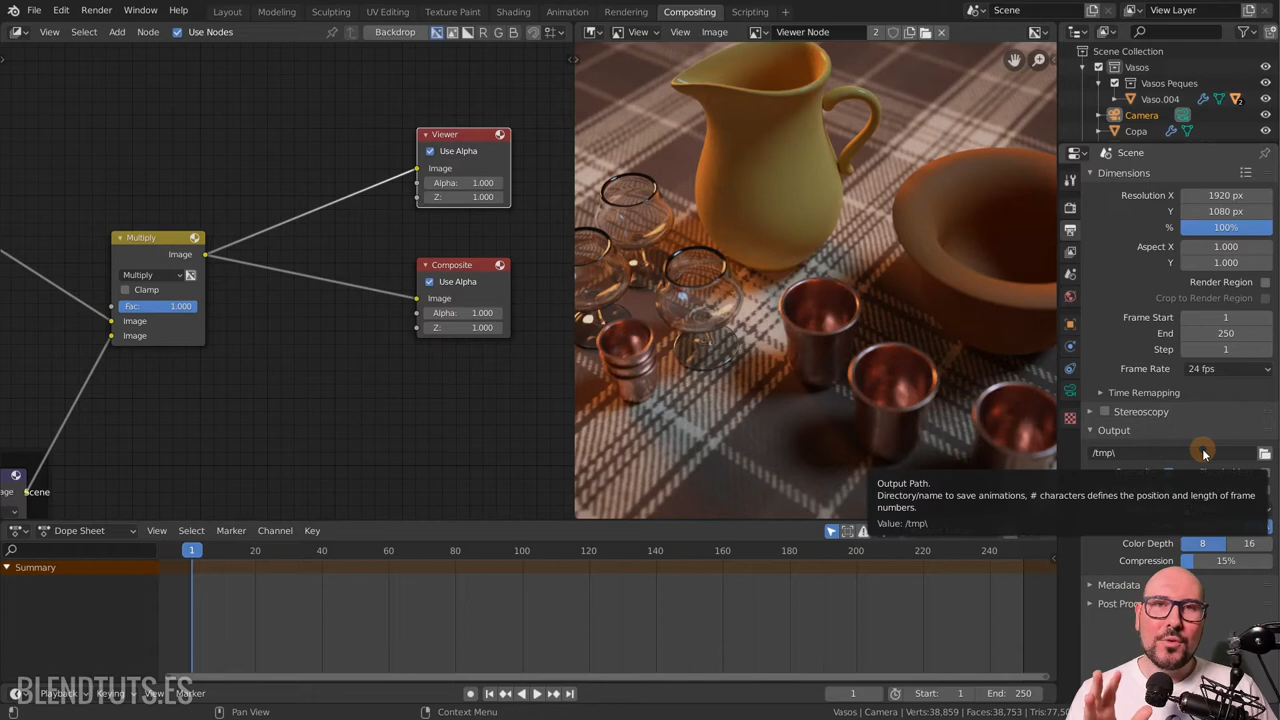 File Edit Render Window Help Layout Modeling Sculpting UV Editing Texture Paint Shading Animation Rendering Compositing Scripting + Scene View Layer
View Select Add Node Use Nodes Backdrop R G B View View Image Viewer Node 2
Scene Collection
Vasos
Vasos Peques
Vaso.004 2
Camera
Copa
Scene
Dimensions
Resolution X 1920 px
Y 1080 px
% 100%
Aspect X 1.000
Y 1.000
Render Region
Crop to Render Region
Frame Start 1
End 250
Step 1
Frame Rate 24 fps
Time Remapping
Stereoscopy
Output
/tmp\
Output Path.
Directory/name to save animations, # characters defines the position and length of frame
numbers.
Value: /tmp\
Color Depth 8 16
Compression 15%
Metadata
Post Pro
Viewer
Use Alpha
Image
Alpha: 1.000
Z: 1.000
Multiply
Image
Multiply
Clamp
Fac: 1.000
Image
Image
Composite
Use Alpha
Image
Alpha: 1.000
Z: 1.000
Scene
Dope Sheet View Select Marker Channel Key
1 20 40 60 80 100 120 140 160 180 200 220 240
Summary
BLENDTUTS.ES
Playback Keying View Marker 1 Start: 1 End: 250
Pan View Context Menu Vasos | Camera | Verts:38,859 | Faces:38,753 | Tris:77,50